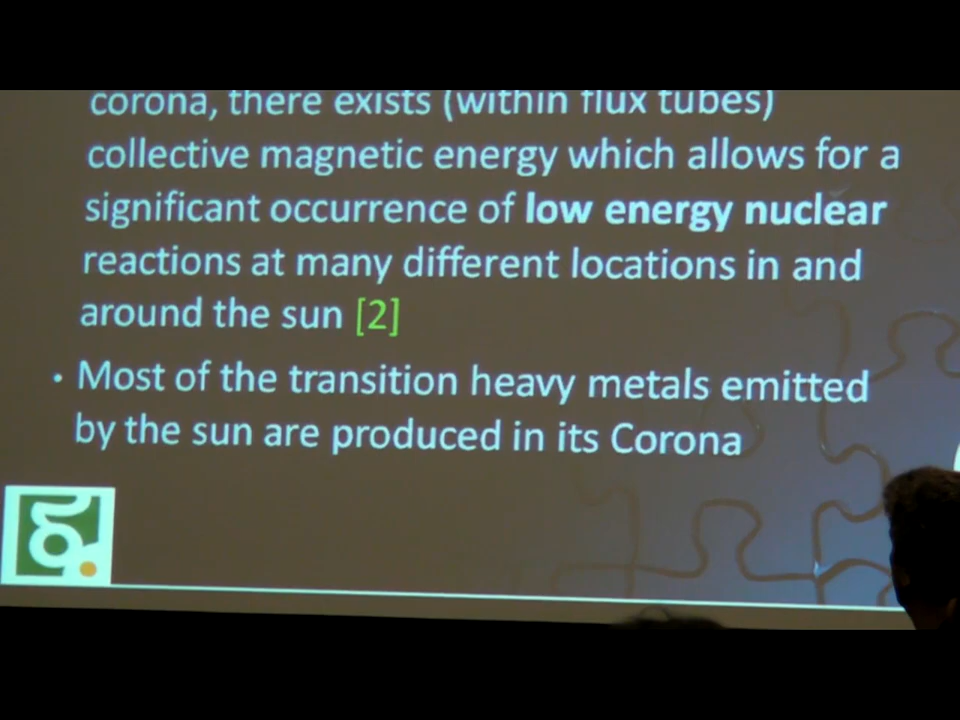 corona, there exists (within flux tubes)
collective magnetic energy which allows for a
significant occurrence of low energy nuclear
reactions at many different locations in and
around the sun [2]
• Most of the transition heavy metals emitted
by the sun are produced in its Corona